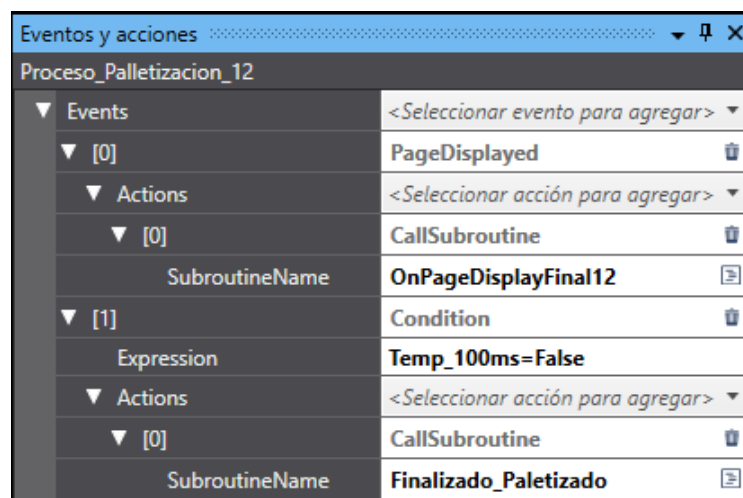 Eventos y acciones
Proceso_Palletizacion_12
Events <Seleccionar evento para agregar>
[0] PageDisplayed
Actions <Seleccionar acción para agregar>
[0] CallSubroutine
SubroutineName OnPageDisplayFinal12
[1] Condition
Expression Temp_100ms=False
Actions <Seleccionar acción para agregar>
[0] CallSubroutine
SubroutineName Finalizado_Paletizado